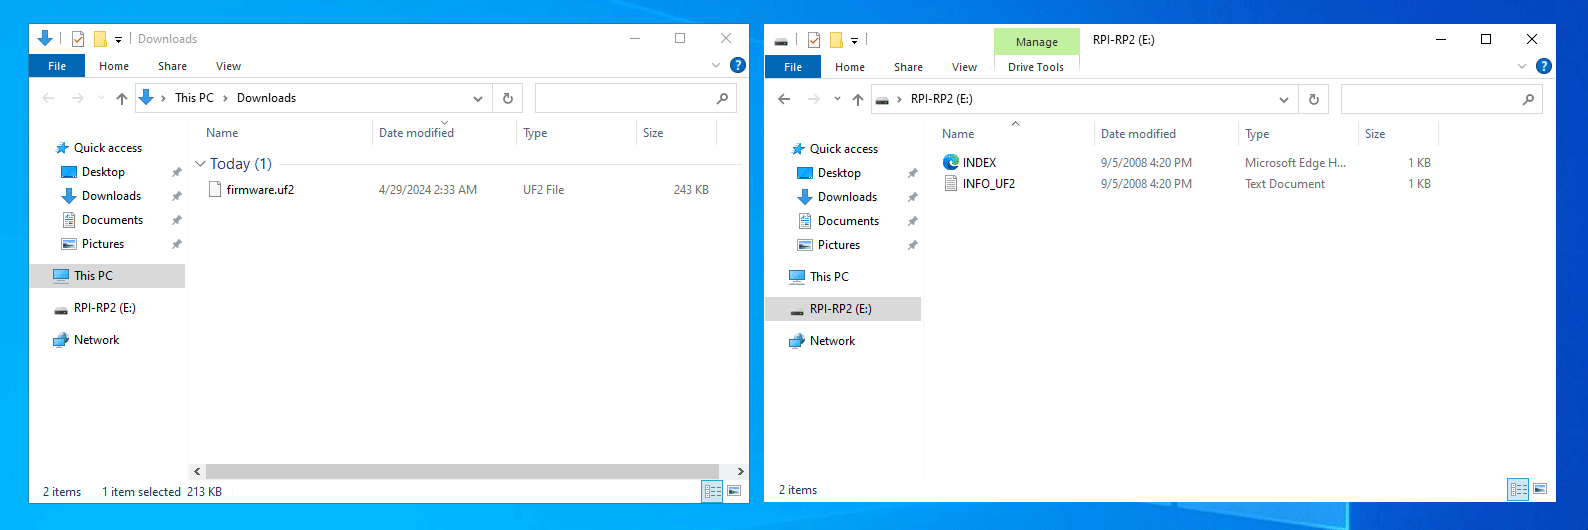 Downloads
File Home Share View
This PC > Downloads
Name Date modified Type Size
Quick access
Today (1)
Desktop
firmware.uf2 4/29/2024 2:33 AM UF2 File 243 KB
Downloads
Documents
Pictures
This PC
RPI-RP2 (E:)
Network
2 items 1 item selected 213 KB
Manage RPI-RP2 (E:)
File Home Share View Drive Tools
> RPI-RP2 (E:)
Name Date modified Type Size
Quick access
INDEX 9/5/2008 4:20 PM Microsoft Edge H... 1 KB
Desktop
INFO_UF2 9/5/2008 4:20 PM Text Document 1 KB
Downloads
Documents
Pictures
This PC
RPI-RP2 (E:)
Network
2 items